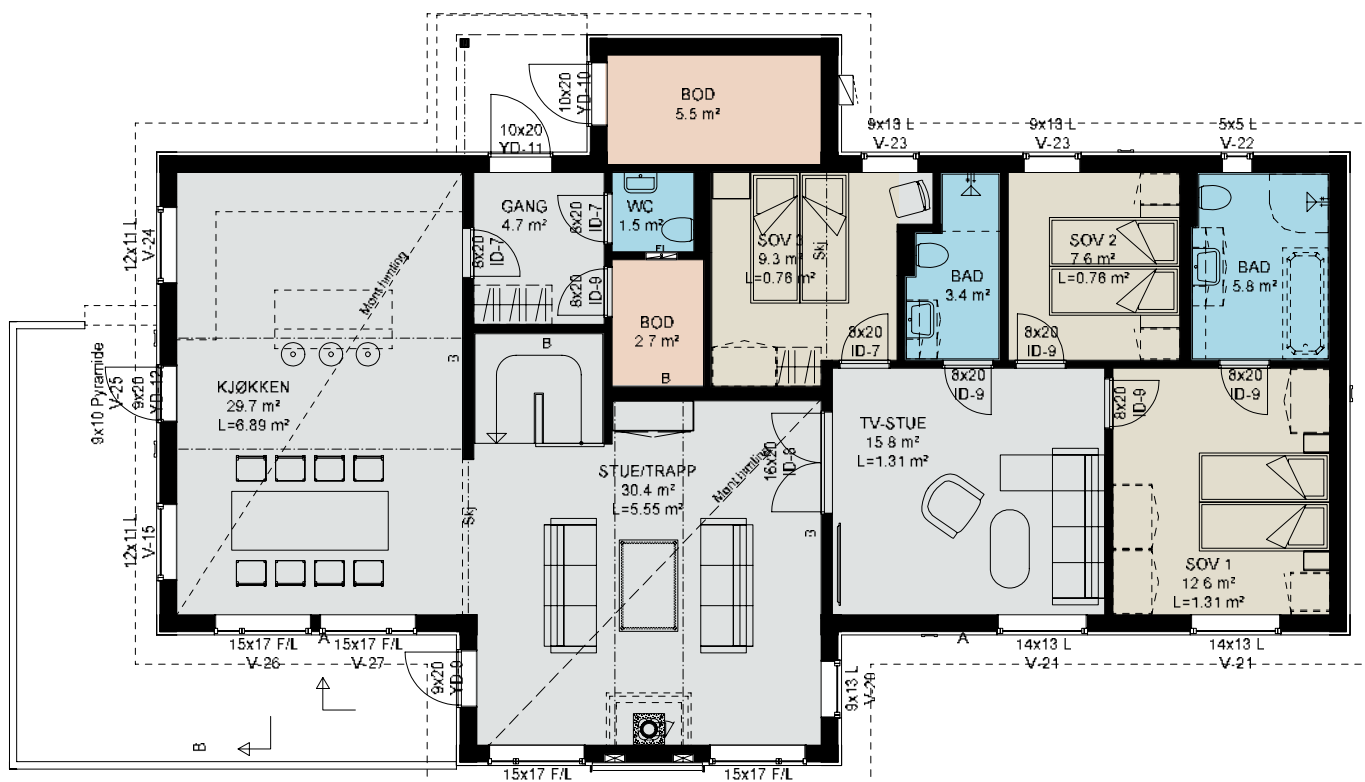 BOD
5.5 m²
10x20
YD-10
10x20
YD-11
9x13 L
V-23
9x13 L
V-23
5x5 L
V-22
GANG
4.7 m²
8x20
ID-7
8x20
ID-7
8x20
ID-9
WC
1.5 m²
SOV 3
9.3 m²
L=0.76 m²
Skj
BAD
3.4 m²
SOV 2
7.6 m²
L=0.76 m²
BAD
5.8 m²
12x11 L
V-24
Mønt himling
BOD
2.7 m²
B
B
B
8x20
ID-7
8x20
ID-9
8x20
ID-9
8x20
ID-9
8x20
ID-9
9x10 Pyramide
V-25
9x20
YD-12
KJØKKEN
29.7 m²
L=6.89 m²
STUE/TRAPP
30.4 m²
L=5.55 m²
Mønt himling
16x20
ID-8
TV-STUE
15.8 m²
L=1.31 m²
12x11 L
V-15
Skj
B
SOV 1
12.6 m²
L=1.31 m²
15x17 F/L
V-26
A
15x17 F/L
V-27
9x20
YD-9
9x13 L
V-20
A
14x13 L
V-21
14x13 L
V-21
B
15x17 F/L
15x17 F/L